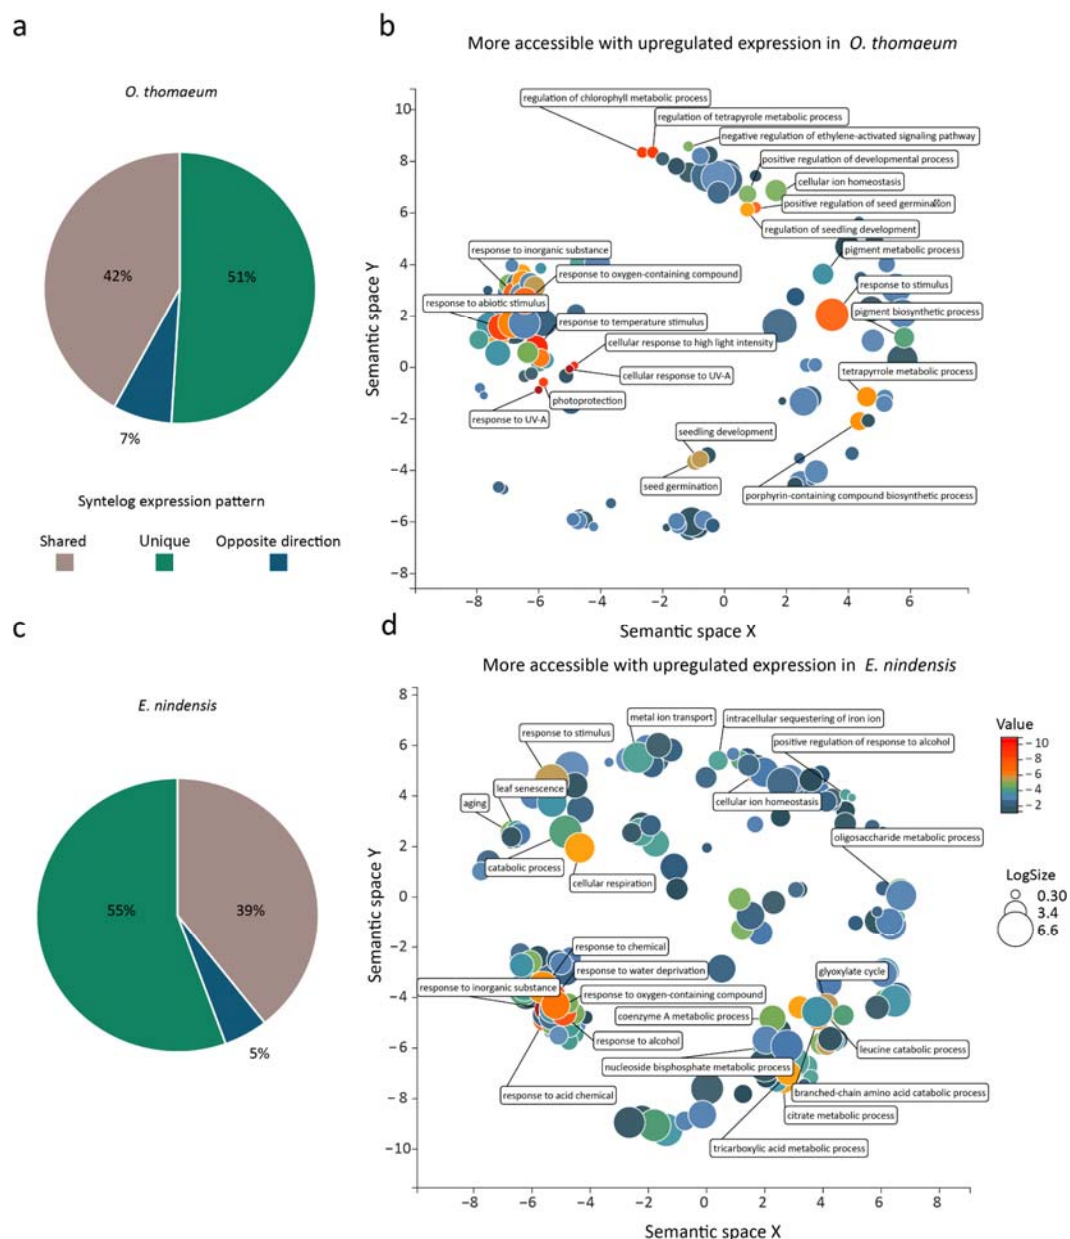 a
O. thomaeum
42%
51%
7%
Syntelog expression pattern
Shared
Unique
Opposite direction
b
More accessible with upregulated expression in O. thomaeum
10
8
6
4
2
0
−2
−4
−6
−8
Semantic space Y
regulation of chlorophyll metabolic process
regulation of tetrapyrole metabolic process
negative regulation of ethylene-activated signaling pathway
positive regulation of developmental process
cellular ion homeostasis
positive regulation of seed germination
regulation of seedling development
response to inorganic substance
pigment metabolic process
response to oxygen-containing compound
response to stimulus
response to abiotic stimulus
pigment biosynthetic process
response to temperature stimulus
cellular response to high light intensity
cellular response to UV-A
tetrapyrrole metabolic process
photoprotection
response to UV-A
seedling development
seed germination
porphyrin-containing compound biosynthetic process
−8
−6
−4
−2
0
2
4
6
Semantic space X
c
E. nindensis
55%
39%
5%
d
More accessible with upregulated expression in E. nindensis
8
6
4
2
0
−2
−4
−6
−8
−10
Semantic space Y
metal ion transport
intracellular sequestering of iron ion
response to stimulus
positive regulation of response to alcohol
leaf senescence
cellular ion homeostasis
aging
oligosaccharide metabolic process
catabolic process
cellular respiration
response to chemical
response to water deprivation
glyoxylate cycle
response to inorganic substance
response to oxygen-containing compound
coenzyme A metabolic process
response to alcohol
leucine catabolic process
nucleoside bisphosphate metabolic process
response to acid chemical
branched-chain amino acid catabolic process
citrate metabolic process
tricarboxylic acid metabolic process
−8
−6
−4
−2
0
2
4
6
8
Semantic space X
Value
− 10
− 8
− 6
− 4
− 2
LogSize
0.30
3.4
6.6